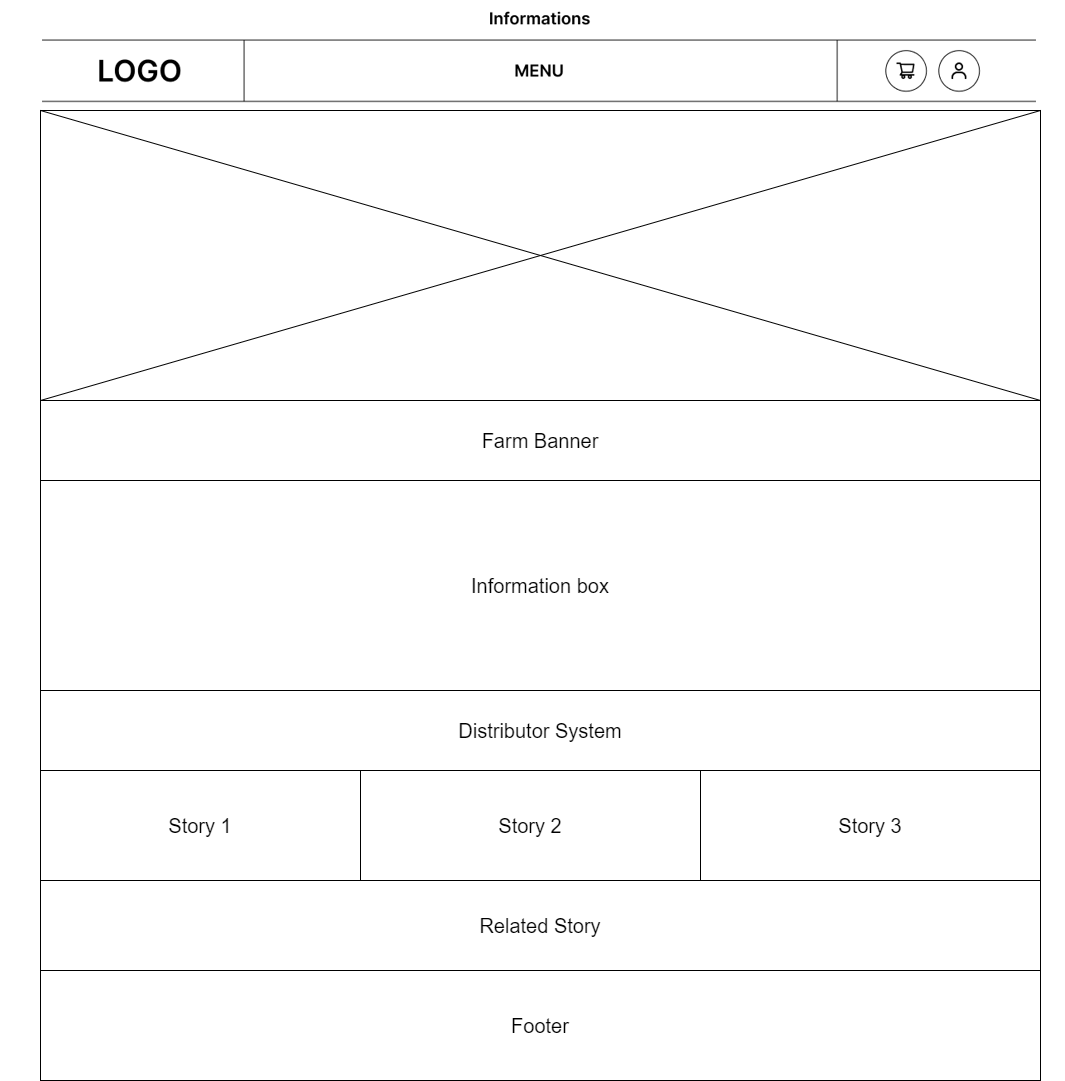 Informations
LOGO
MENU
Farm Banner
Information box
Distributor System
Story 1
Story 2
Story 3
Related Story
Footer